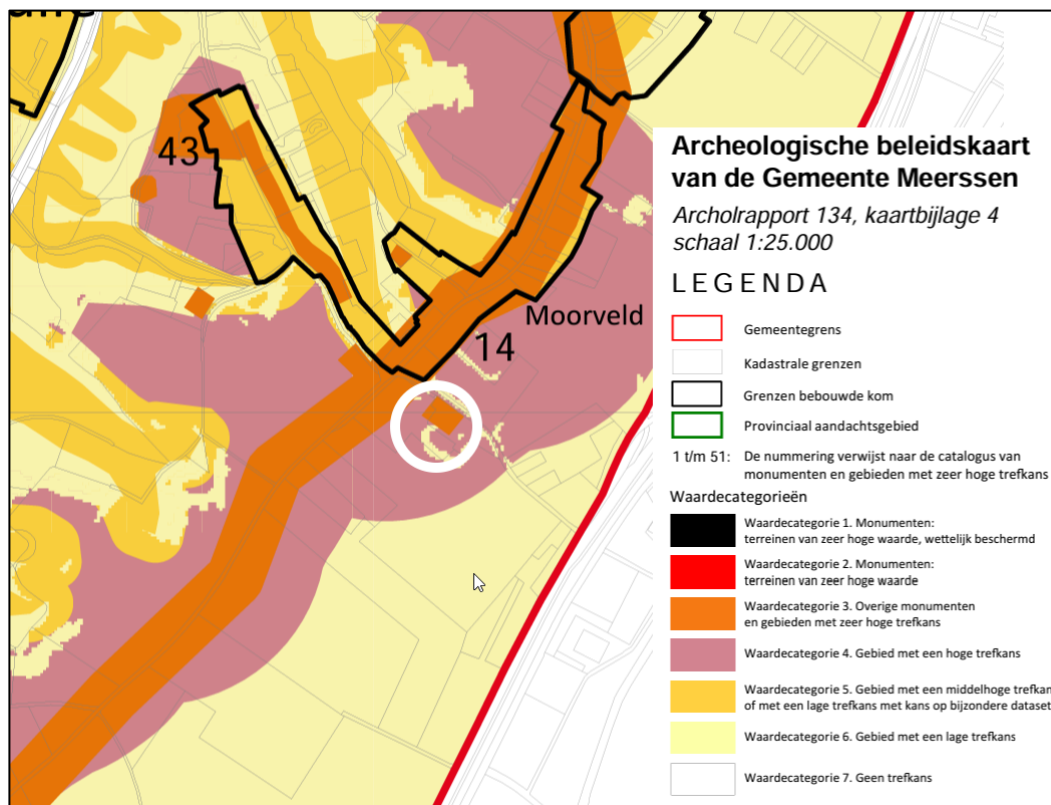 43
14
Moorveld
Archeologische beleidskaart
van de Gemeente Meerssen
Archolrapport 134, kaartbijlage 4
schaal 1:25.000
LEGENDA
Gemeentegrens
Kadastrale grenzen
Grenzen bebouwde kom
Provinciaal aandachtsgebied
1 t/m 51: De nummering verwijst naar de catalogus van
monumenten en gebieden met zeer hoge trefkans
Waardecategorieën
Waardecategorie 1. Monumenten:
terreinen van zeer hoge waarde, wettelijk beschermd
Waardecategorie 2. Monumenten:
terreinen van zeer hoge waarde
Waardecategorie 3. Overige monumenten
en gebieden met zeer hoge trefkans
Waardecategorie 4. Gebied met een hoge trefkans
Waardecategorie 5. Gebied met een middelhoge trefkan
of met een lage trefkans met kans op bijzondere dataset
Waardecategorie 6. Gebied met een lage trefkans
Waardecategorie 7. Geen trefkans